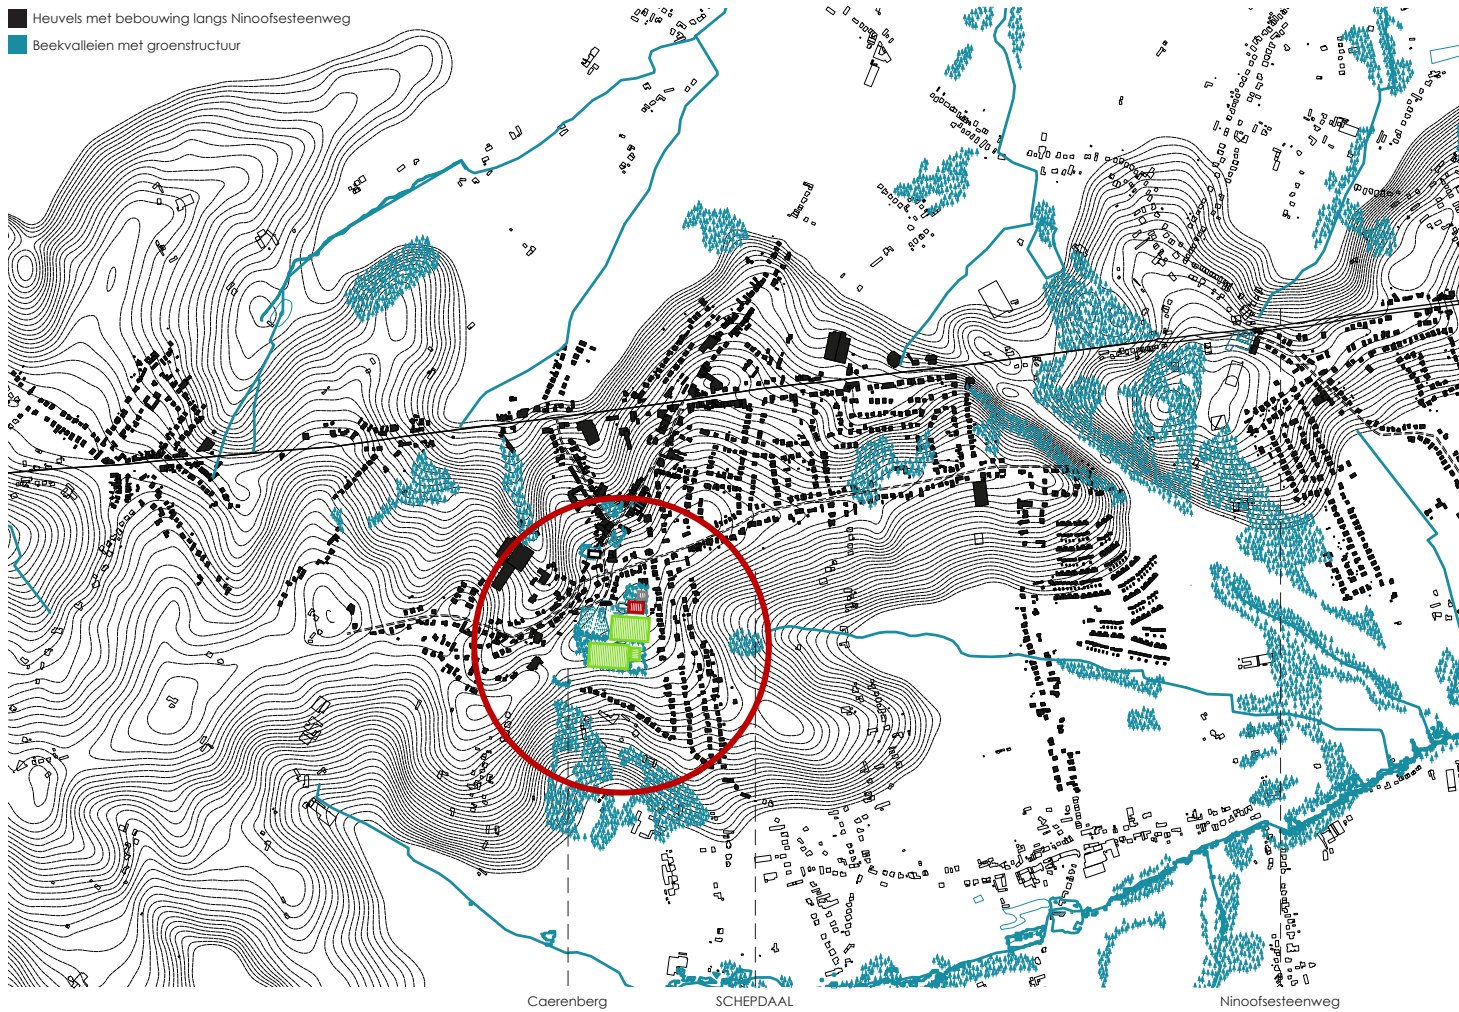 Heuvels met bebouwing langs Ninoofsesteenweg
Beekvalleien met groenstructuur
Caerenberg
SCHEPDAAL
Ninoofsesteenweg